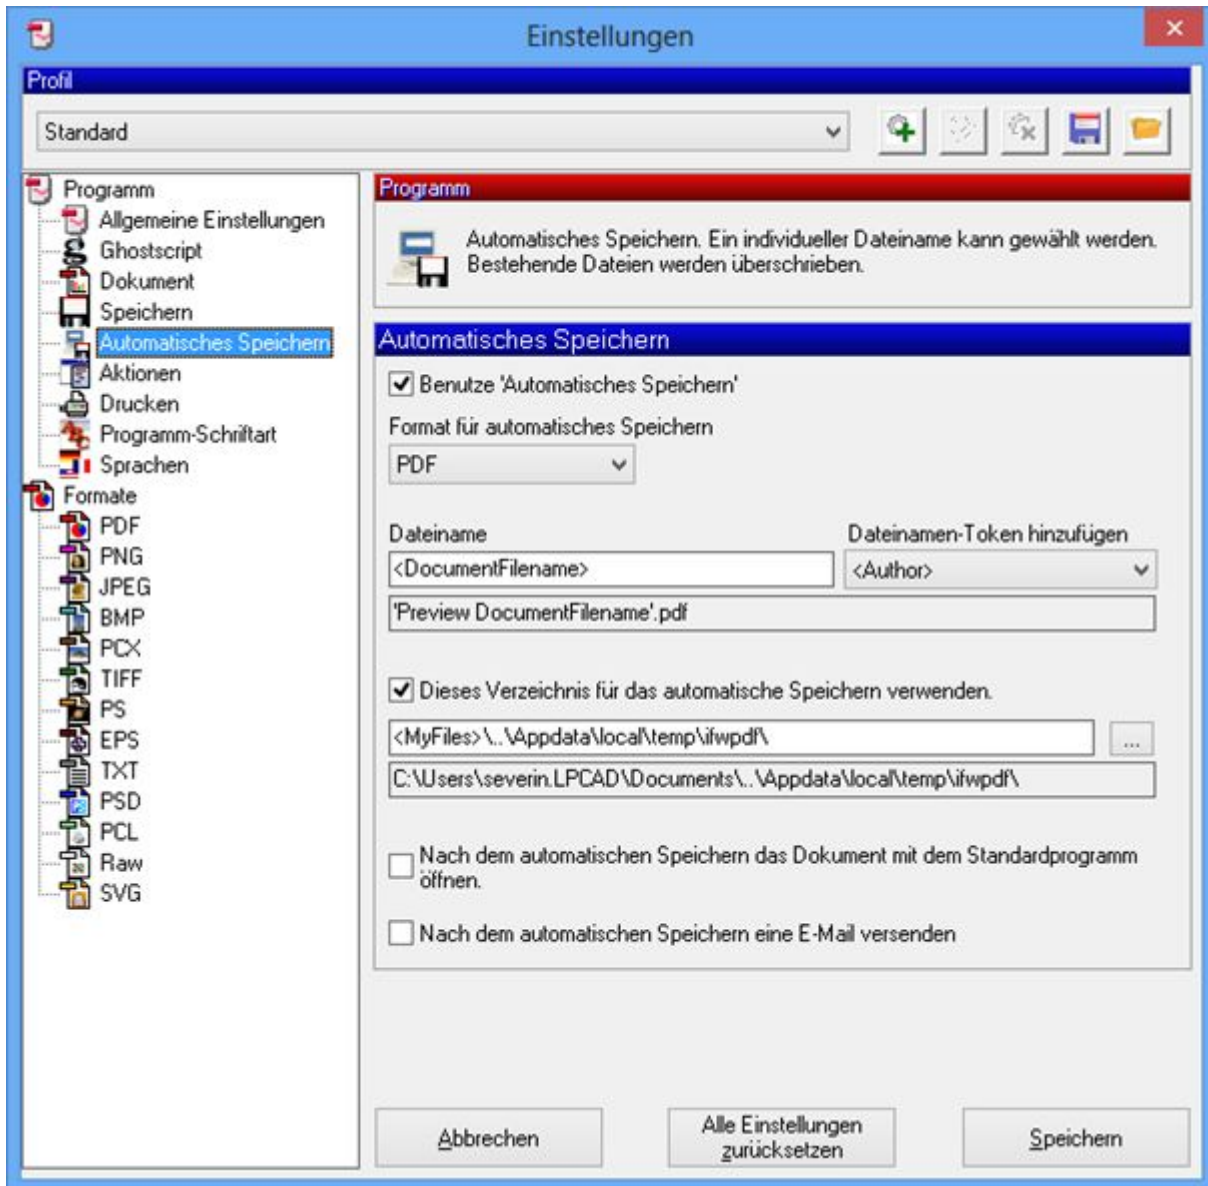 Einstellungen
Profil
Standard
Programm
Allgemeine Einstellungen
Ghostscript
Dokument
Speichern
Automatisches Speichern
Aktionen
Drucken
Programm-Schriftart
Sprachen
Formate
PDF
PNG
JPEG
BMP
PCX
TIFF
PS
EPS
TXT
PSD
PCL
Raw
SVG
Programm
Automatisches Speichern. Ein individueller Dateiname kann gewählt werden.
Bestehende Dateien werden überschrieben.
Automatisches Speichern
Benutze 'Automatisches Speichern'
Format für automatisches Speichern
PDF
Dateiname
Dateinamen-Token hinzufügen
<DocumentFilename>
<Author>
'Preview DocumentFilename'.pdf
Dieses Verzeichnis für das automatische Speichern verwenden.
<MyFiles>\..\Appdata\local\temp\ifwpdf\
...
C:\Users\severin.LPCAD\Documents\..\Appdata\local\temp\ifwpdf\
Nach dem automatischen Speichern das Dokument mit dem Standardprogramm
öffnen.
Nach dem automatischen Speichern eine E-Mail versenden
Abbrechen
Alle Einstellungen
zurücksetzen
Speichern